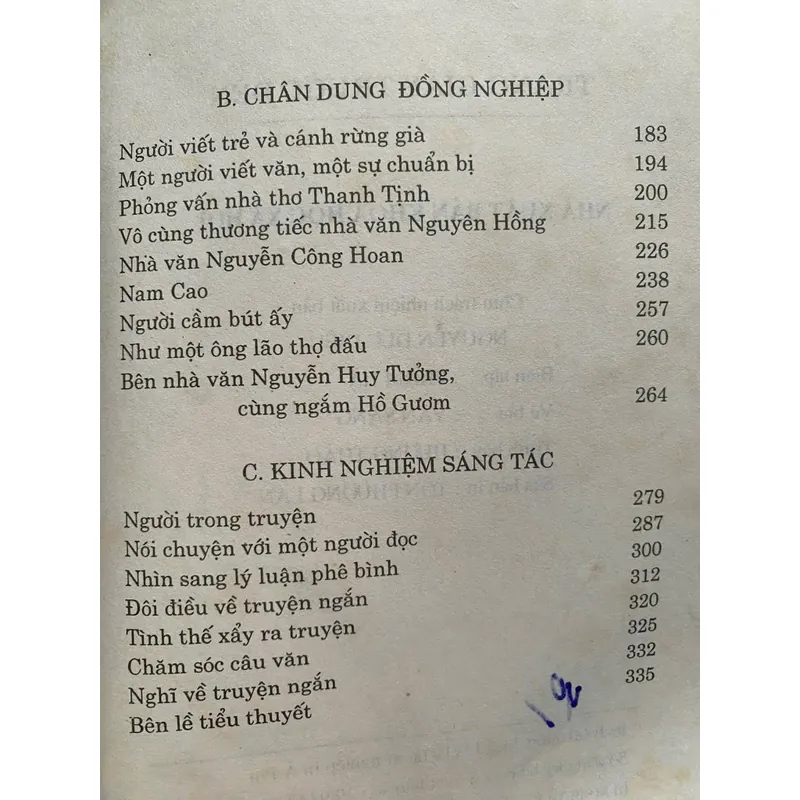 B. CHÂN DUNG ĐỒNG NGHIỆP
Người viết trẻ và cánh rừng già 183
Một người viết văn, một sự chuẩn bị 194
Phỏng vấn nhà thơ Thanh Tịnh 200
Vô cùng thương tiếc nhà văn Nguyên Hồng 215
Nhà văn Nguyễn Công Hoan 226
Nam Cao 238
Người cầm bút ấy 257
Như một ông lão thợ đấu 260
Bên nhà văn Nguyễn Huy Tưởng,
cùng ngắm Hồ Gươm 264
C. KINH NGHIỆM SÁNG TÁC
Người trong truyện 279
Nói chuyện với một người đọc 287
Nhìn sang lý luận phê bình 300
Đôi điều về truyện ngắn 312
Tình thế xẩy ra truyện 320
Chăm sóc câu văn 325
Nghĩ về truyện ngắn 332
Bên lề tiểu thuyết 335